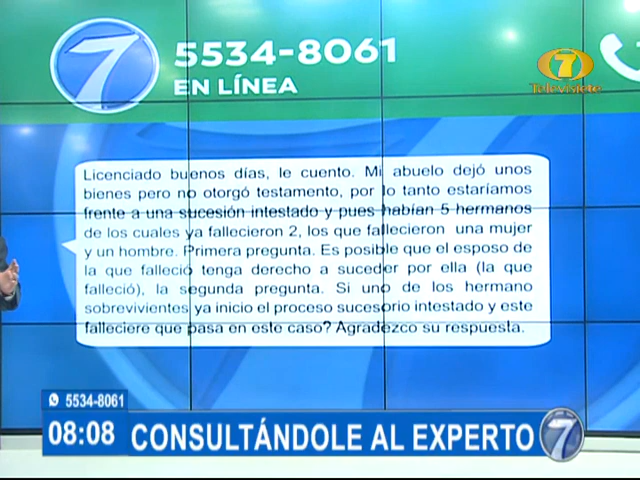 7
5534-8061
EN LÍNEA
7
Televisiete
Licenciado buenos días, le cuento. Mi abuelo dejó unos
bienes pero no otorgó testamento, por lo tanto estaríamos
frente a una sucesión intestado y pues habían 5 hermanos
de los cuales ya fallecieron 2, los que fallecieron una mujer
y un hombre. Primera pregunta. Es posible que el esposo de
la que falleció tenga derecho a suceder por ella (la que
falleció), la segunda pregunta. Si uno de los hermano
sobrevivientes ya inicio el proceso sucesorio intestado y este
falleciere que pasa en este caso? Agradezco su respuesta.
5534-8061
08:08 CONSULTÁNDOLE AL EXPERTO 7